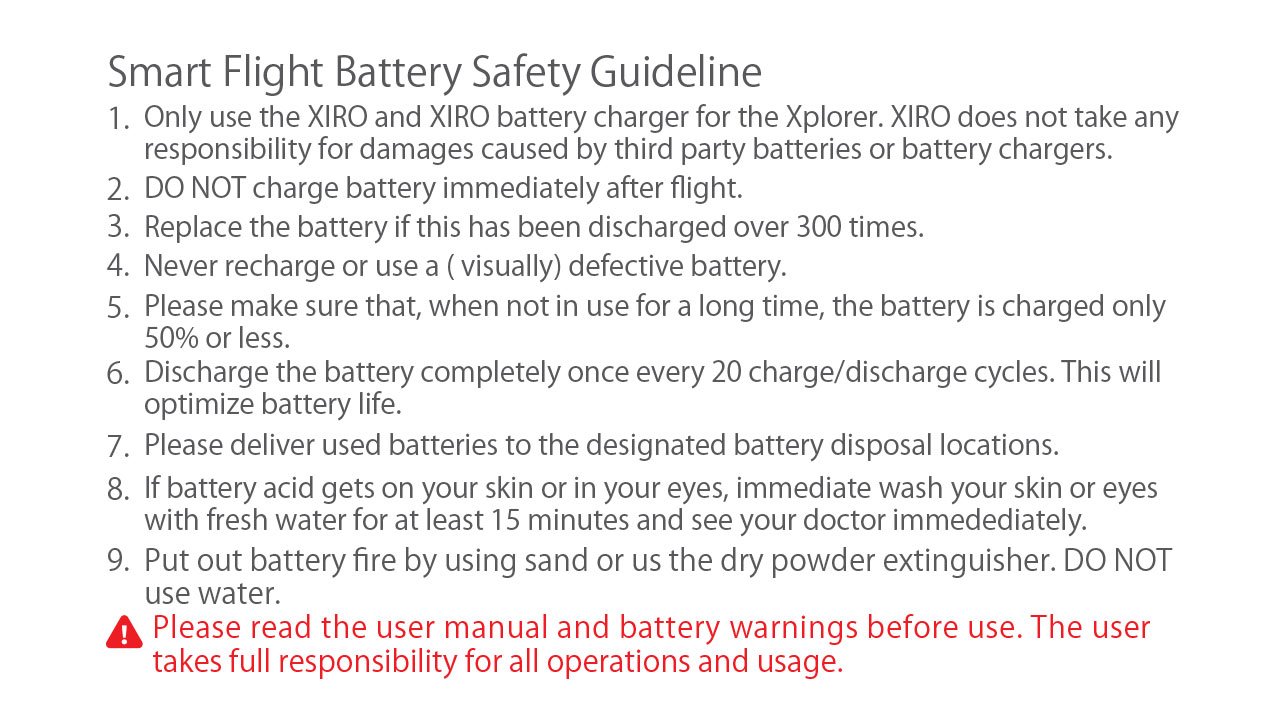 Smart Flight Battery Safety Guideline
1. Only use the XIRO and XIRO battery charger for the Xplorer. XIRO does not take any
responsibility for damages caused by third party batteries or battery chargers.
2. DO NOT charge battery immediately after flight.
3. Replace the battery if this has been discharged over 300 times.
4. Never recharge or use a ( visually) defective battery.
5. Please make sure that, when not in use for a long time, the battery is charged only
50% or less.
6. Discharge the battery completely once every 20 charge/discharge cycles. This will
optimize battery life.
7. Please deliver used batteries to the designated battery disposal locations.
8. If battery acid gets on your skin or in your eyes, immediate wash your skin or eyes
with fresh water for at least 15 minutes and see your doctor immedediately.
9. Put out battery fire by using sand or us the dry powder extinguisher. DO NOT
use water.
Please read the user manual and battery warnings before use. The user
takes full responsibility for all operations and usage.